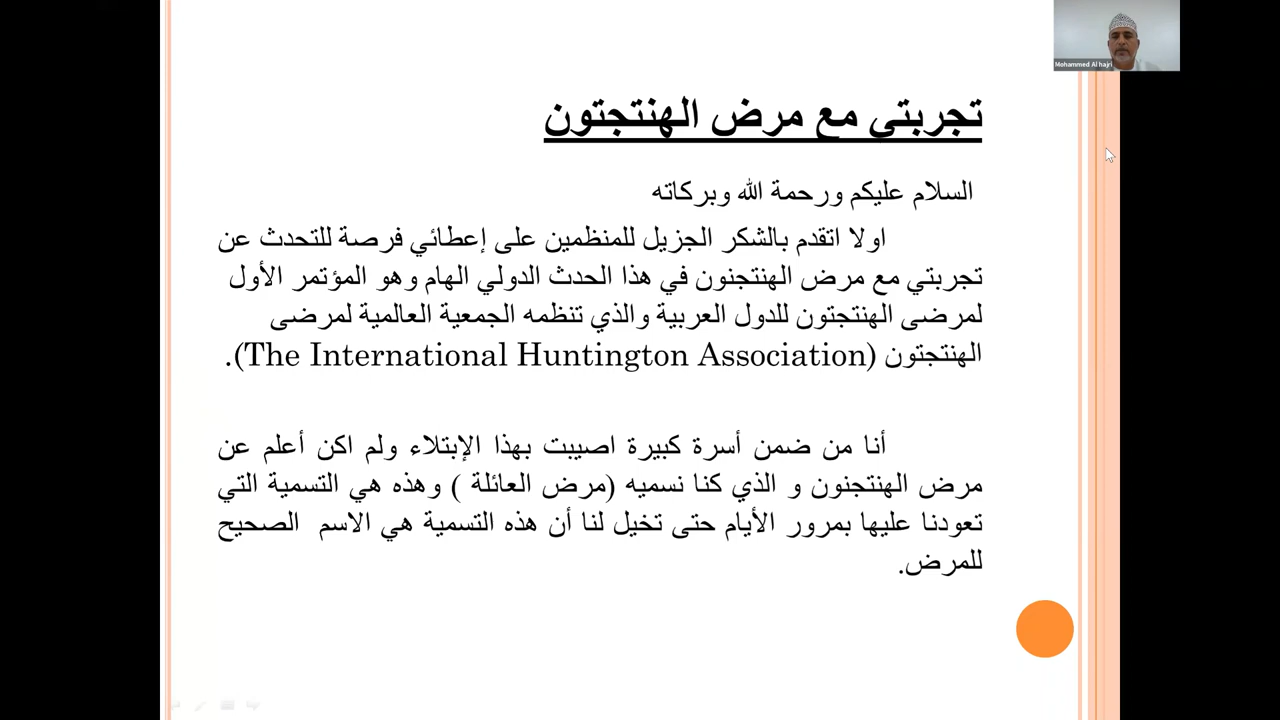 Mohammed Al hajri
تجربتي مع مرض الهنتجتون
السلام عليكم ورحمة الله وبركاته
اولا اتقدم بالشكر الجزيل للمنظمين على إعطائي فرصة للتحدث عن
تجربتي مع مرض الهنتجنون في هذا الحدث الدولي الهام وهو المؤتمر الأول
لمرضى الهنتجتون للدول العربية والذي تنظمه الجمعية العالمية لمرضى
الهنتجتون (The International Huntington Association).
أنا من ضمن أسرة كبيرة اصيبت بهذا الإبتلاء ولم اكن أعلم عن
مرض الهنتجنون و الذي كنا نسميه (مرض العائلة ) وهذه هي التسمية التي
تعودنا عليها بمرور الأيام حتى تخيل لنا أن هذه التسمية هي الاسم الصحيح
للمرض.